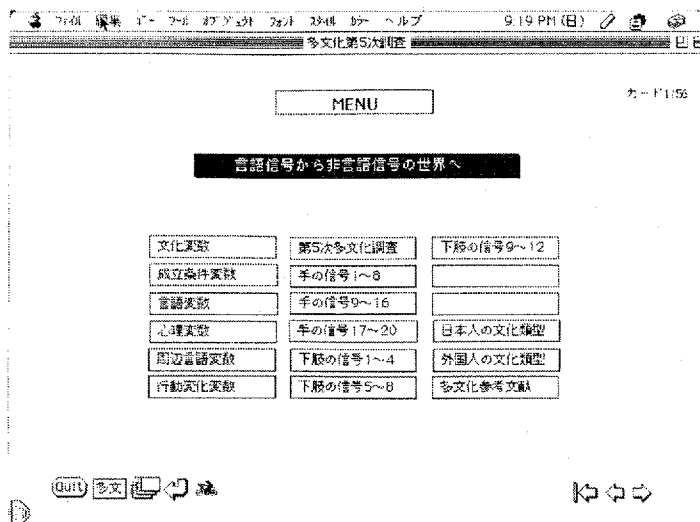 ファイル 編集 ゴー ツール オブジェクト フォント スタイル カラー ヘルプ 9:19 PM (日)
多文化第5次調査
カード 1/56
MENU
言語信号から非言語信号の世界へ
文化変数 第5次多文化調査 下肢の信号9〜12
成立条件変数 手の信号1〜8
言語変数 手の信号9〜16
心理変数 手の信号17〜20 日本人の文化類型
周辺言語変数 下肢の信号1〜4 外国人の文化類型
行動変化変数 下肢の信号5〜8 多文化参考文献
Quit 多文